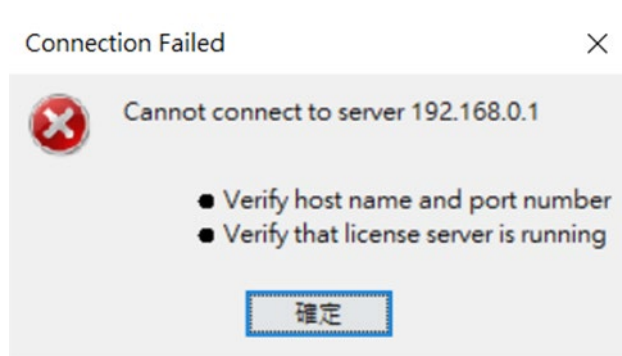 Connection Failed
Cannot connect to server 192.168.0.1
● Verify host name and port number
● Verify that license server is running
確定